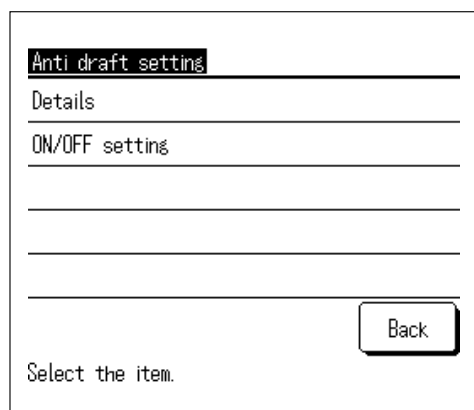 Anti draft setting
Details
ON/OFF setting
Back
Select the item.